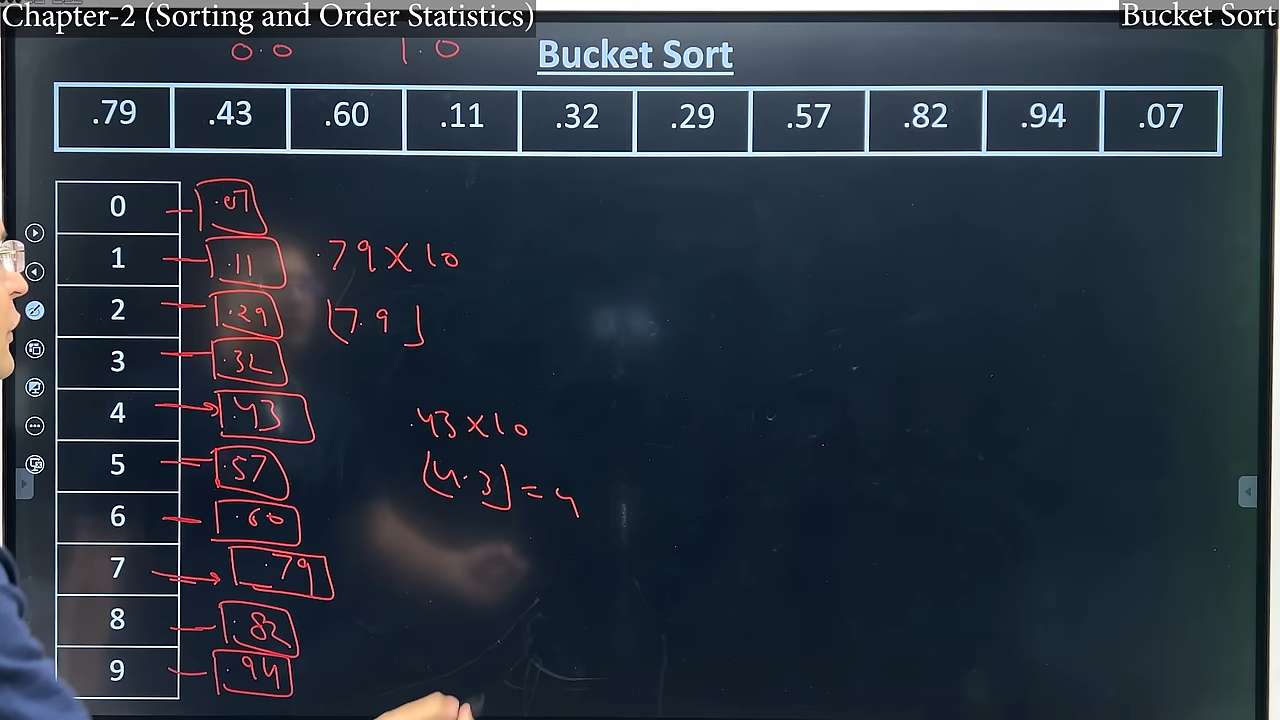 Chapter-2 (Sorting and Order Statistics)
Bucket Sort
0.0 1.0
Bucket Sort
.79 .43 .60 .11 .32 .29 .57 .82 .94 .07
0 .07
1 .11 .79 X 10
2 .29 ⌊7.9⌋
3 .32
4 .43 .43 X 10
5 .57 ⌊4.3⌋ = 4
6 .60
7 .79
8 .82
9 .94